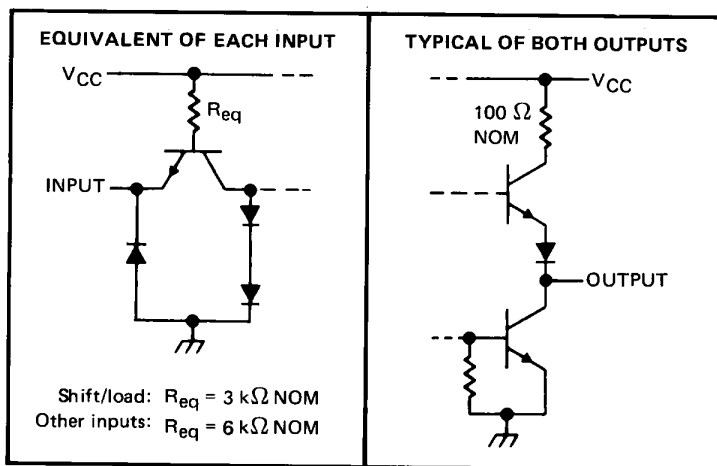 EQUIVALENT OF EACH INPUT
VCC
Req
INPUT
Shift/load: Req = 3 kΩ NOM
Other inputs: Req = 6 kΩ NOM
TYPICAL OF BOTH OUTPUTS
VCC
100 Ω
NOM
OUTPUT